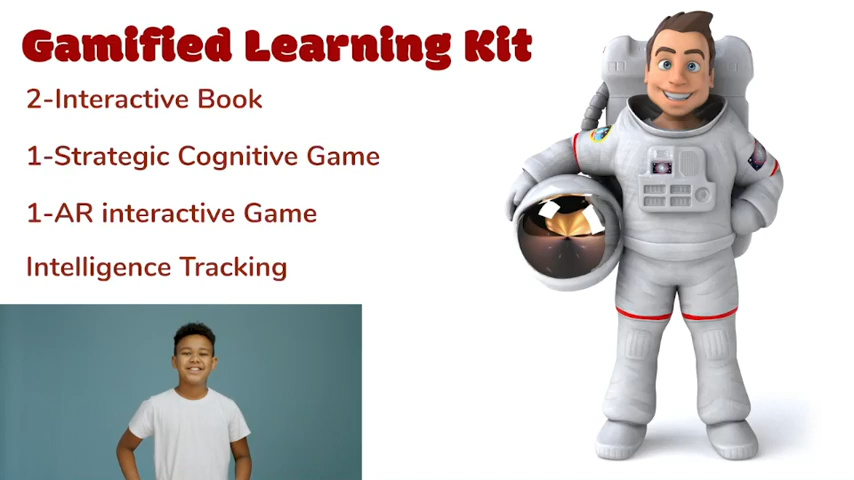 Gamified Learning Kit
2-Interactive Book
1-Strategic Cognitive Game
1-AR interactive Game
Intelligence Tracking